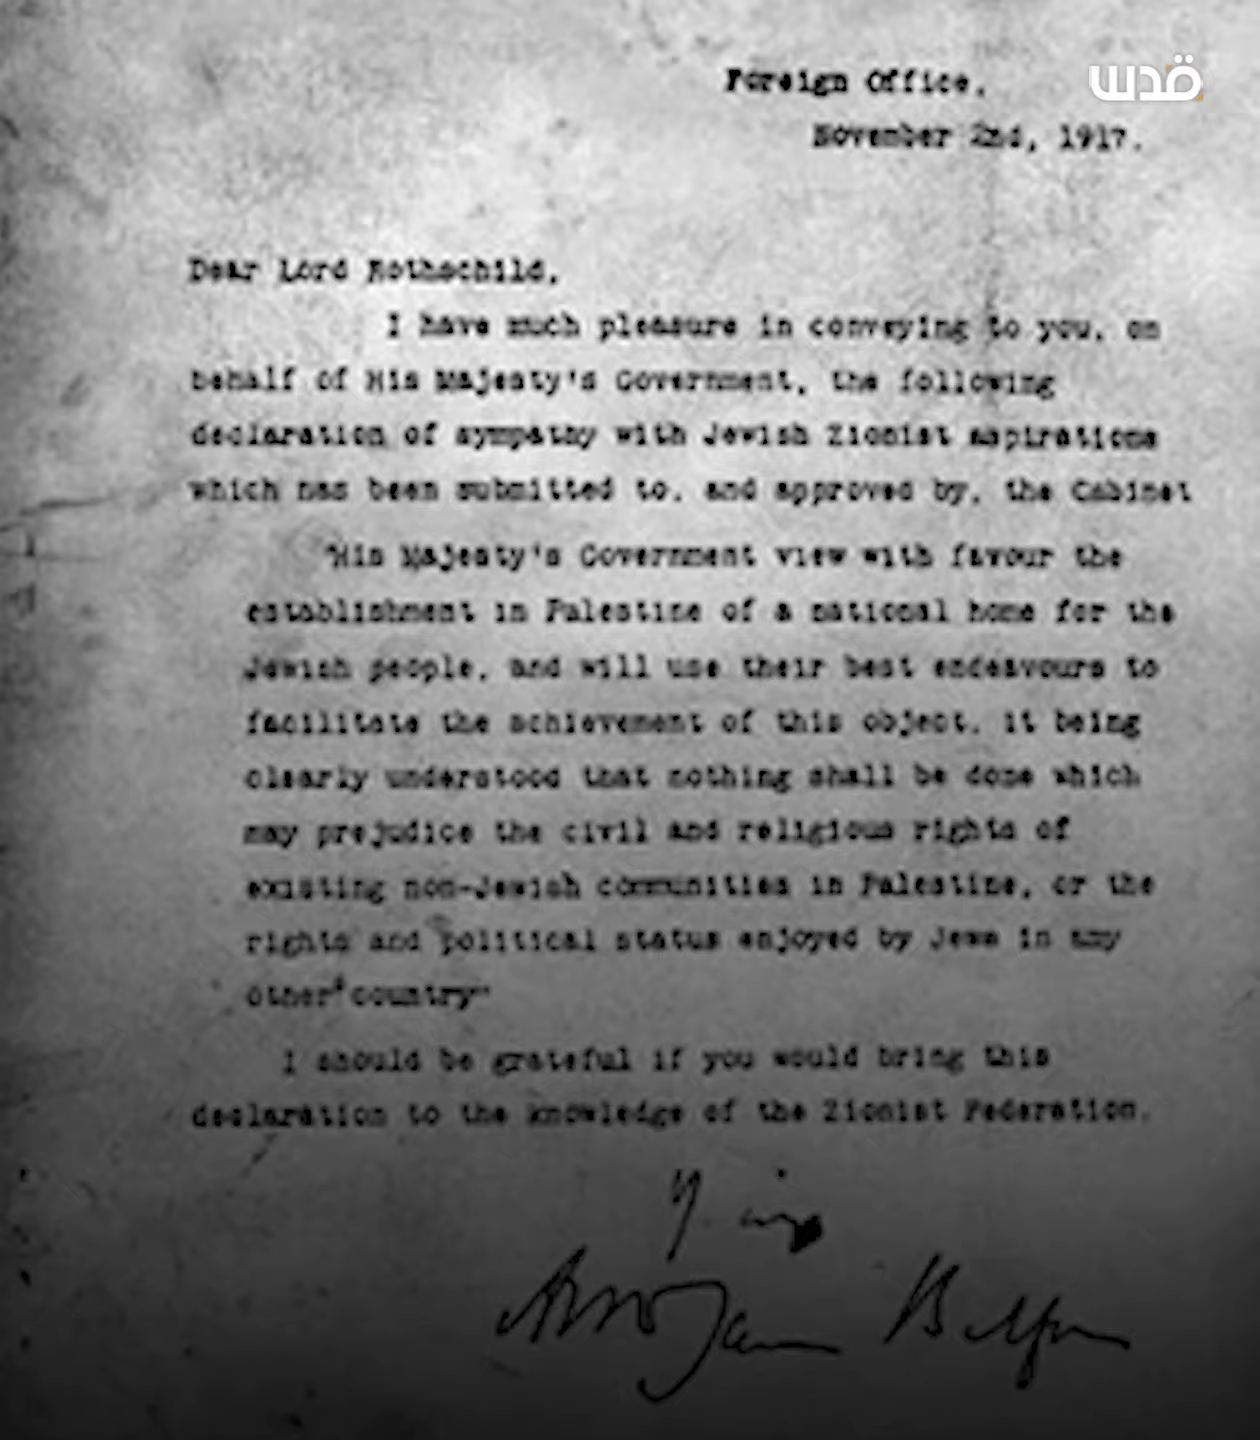 Foreign Office,
قدس
November 2nd, 1917.
Dear Lord Rothschild,
I have much pleasure in conveying to you, on
behalf of His Majesty's Government, the following
declaration of sympathy with Jewish Zionist aspirations
which has been submitted to, and approved by, the Cabinet
"His Majesty's Government view with favour the
establishment in Palestine of a national home for the
Jewish people, and will use their best endeavours to
facilitate the achievement of this object, it being
clearly understood that nothing shall be done which
may prejudice the civil and religious rights of
existing non-Jewish communities in Palestine, or the
rights and political status enjoyed by Jews in any
other country"
I should be grateful if you would bring this
declaration to the knowledge of the Zionist Federation.
Arthur James Balfour